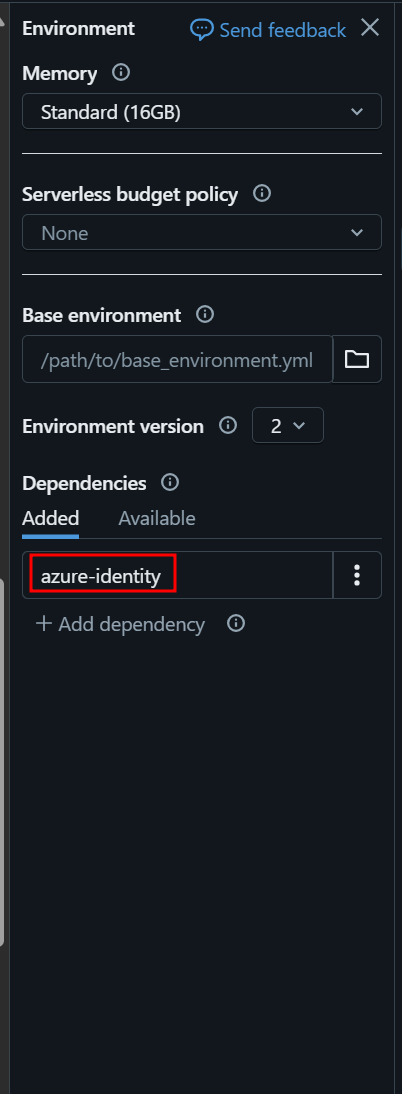 Environment Send feedback
Memory
Standard (16GB)
Serverless budget policy
None
Base environment
/path/to/base_environment.yml
Environment version 2
Dependencies
Added Available
azure-identity
+ Add dependency